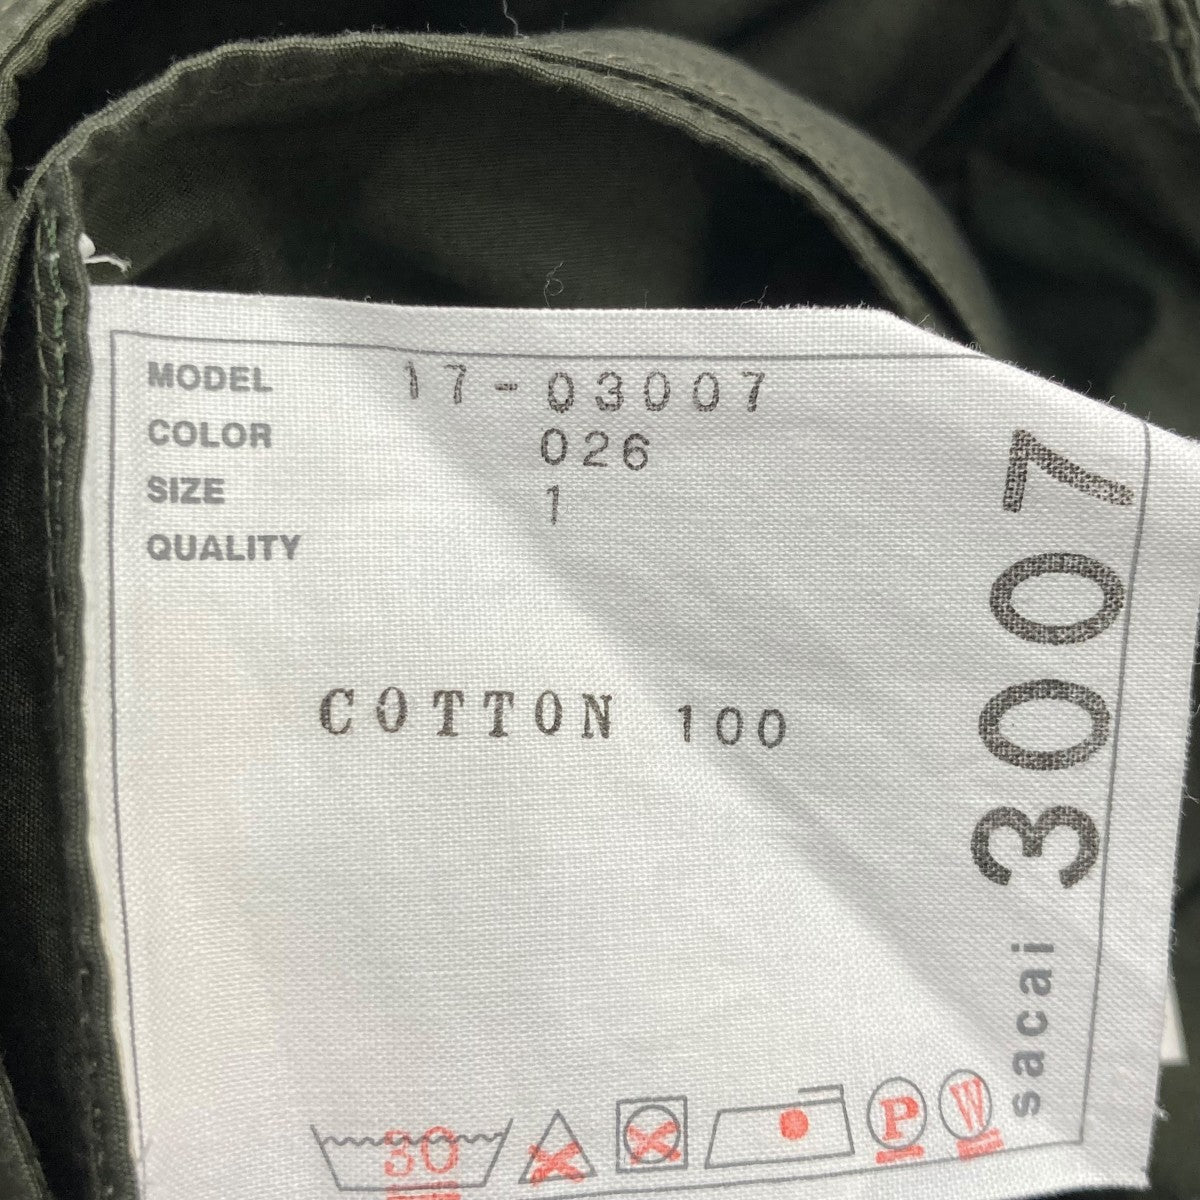 MODEL 17-03007
COLOR 026
SIZE 1
QUALITY
COTTON 100
sacai 3007
30
P
W